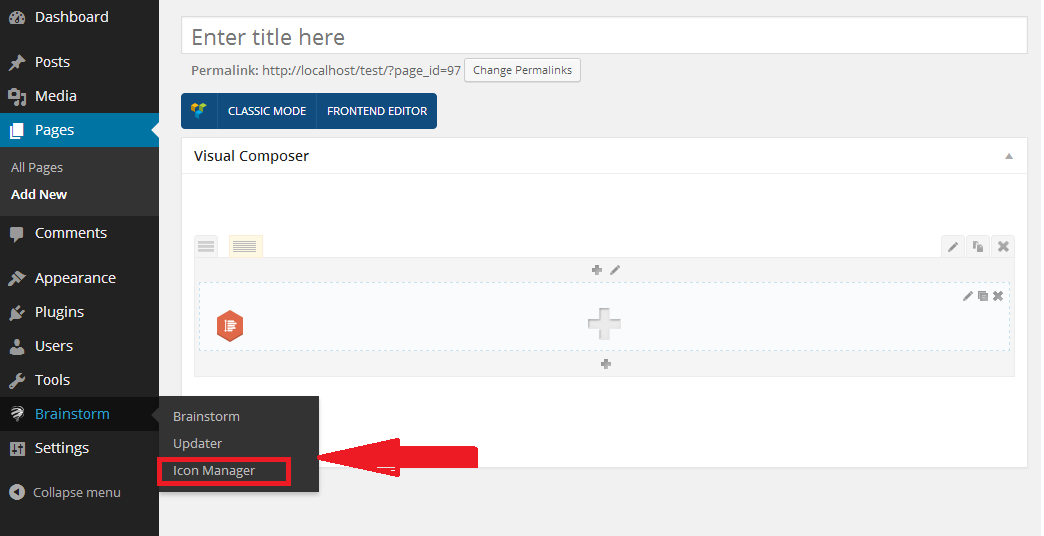 Dashboard
Posts
Media
Pages
All Pages
Add New
Comments
Appearance
Plugins
Users
Tools
Brainstorm
Settings
Collapse menu
Brainstorm
Updater
Icon Manager
Enter title here
Permalink: http://localhost/test/?page_id=97 Change Permalinks
CLASSIC MODE FRONTEND EDITOR
Visual Composer